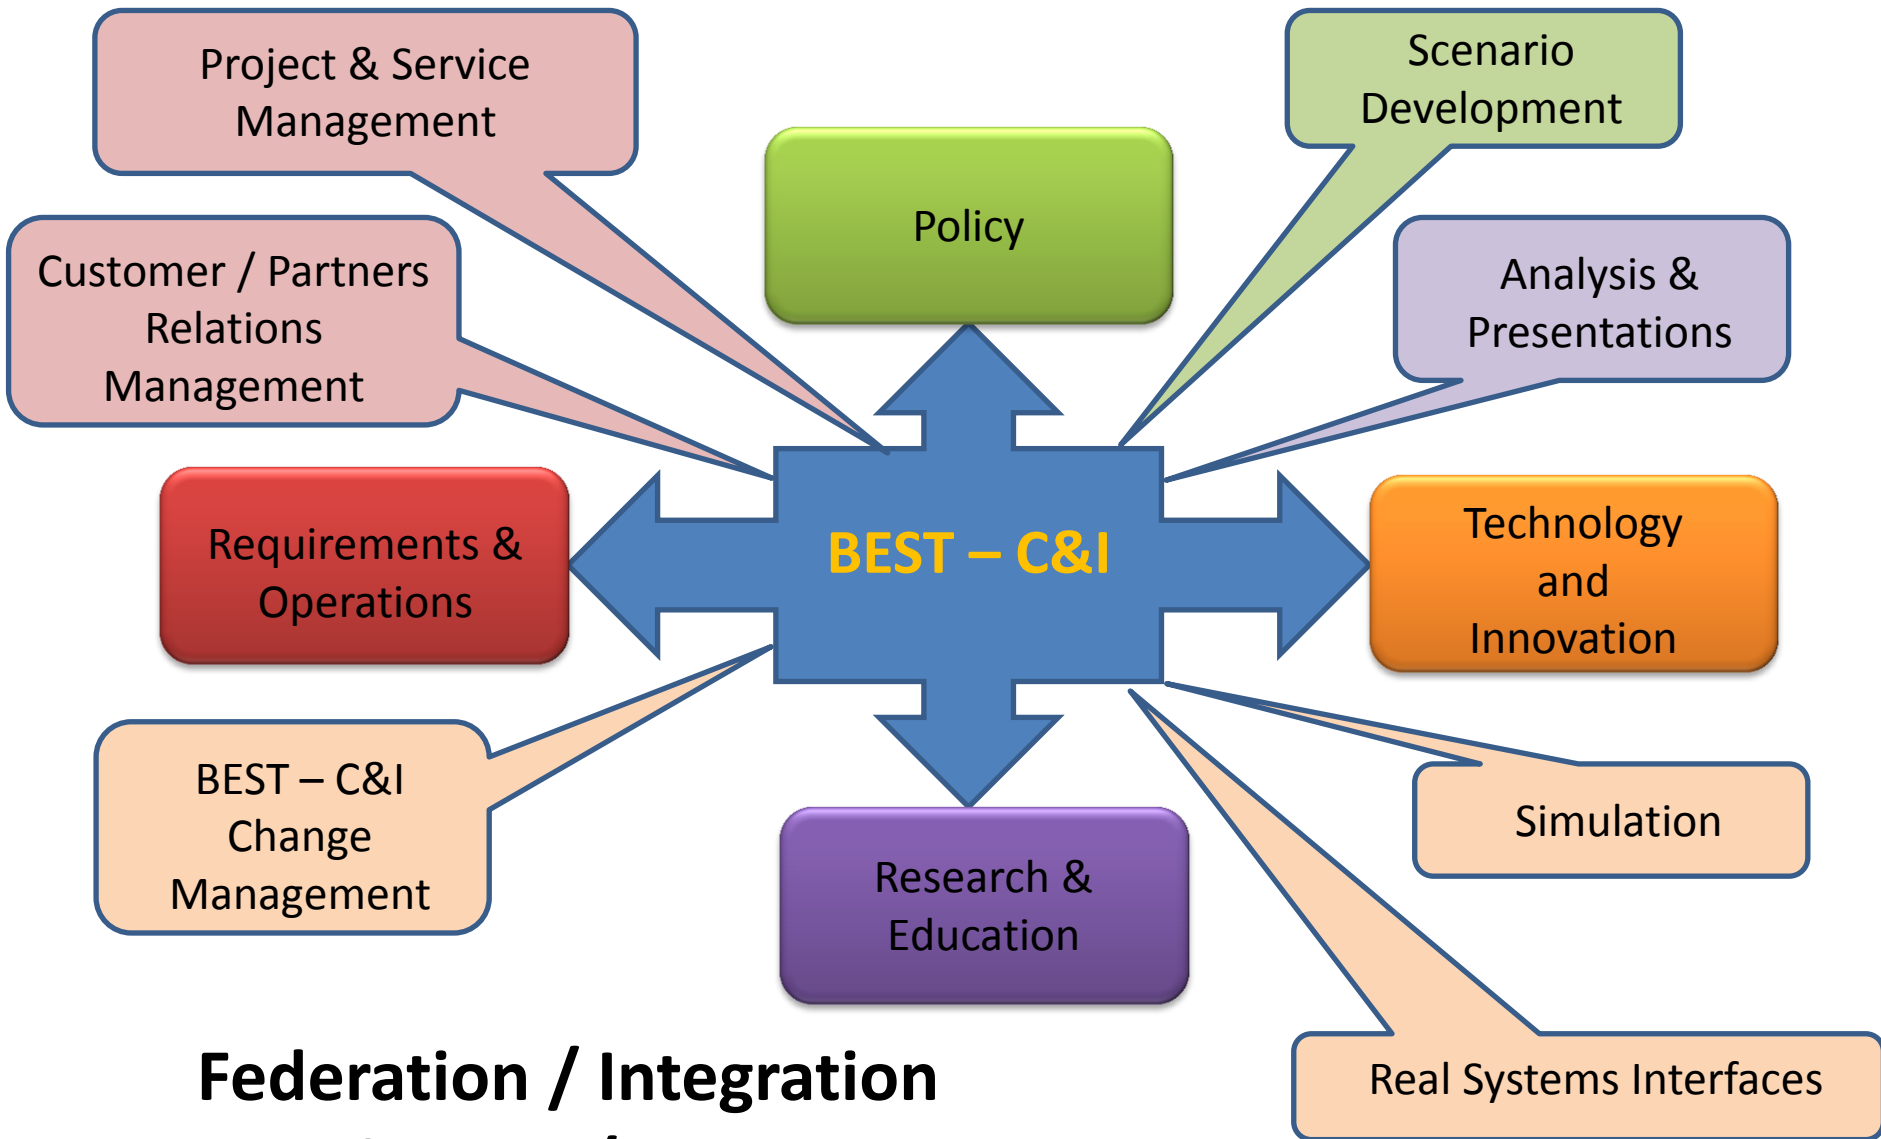 Project & Service
Management
Scenario
Development
Policy
Customer / Partners
Relations
Management
Analysis &
Presentations
Requirements &
Operations
BEST – C&I
Technology
and
Innovation
BEST – C&I
Change
Management
Simulation
Research &
Education
Federation / Integration
Real Systems Interfaces